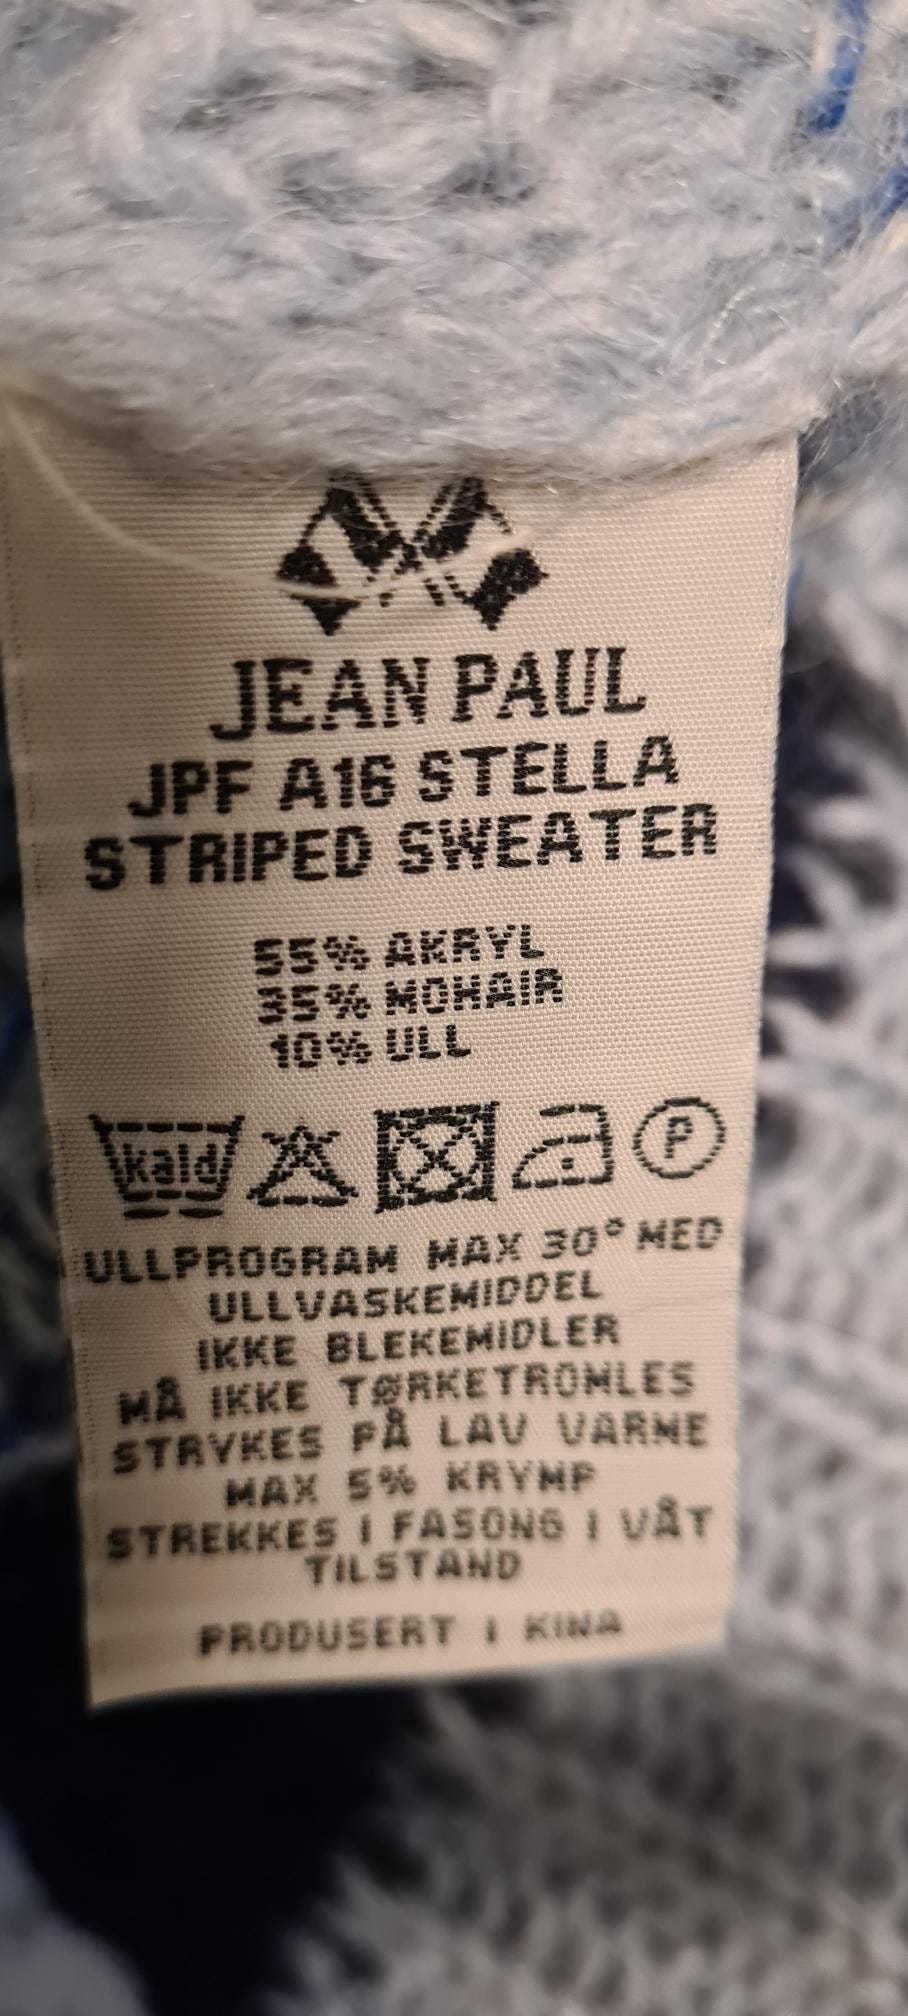 JEAN PAUL
JPF A16 STELLA
STRIPED SWEATER
55% AKRYL
35% MOHAIR
10% ULL
kald P
ULLPROGRAM MAX 30° MED
ULLVASKEMIDDEL
IKKE BLEKEMIDLER
MÅ IKKE TØRKETROMLES
STRYKES PÅ LAV VARME
MAX 5% KRYMP
STREKKES I FASONG I VÅT
TILSTAND
PRODUSERT I KINA